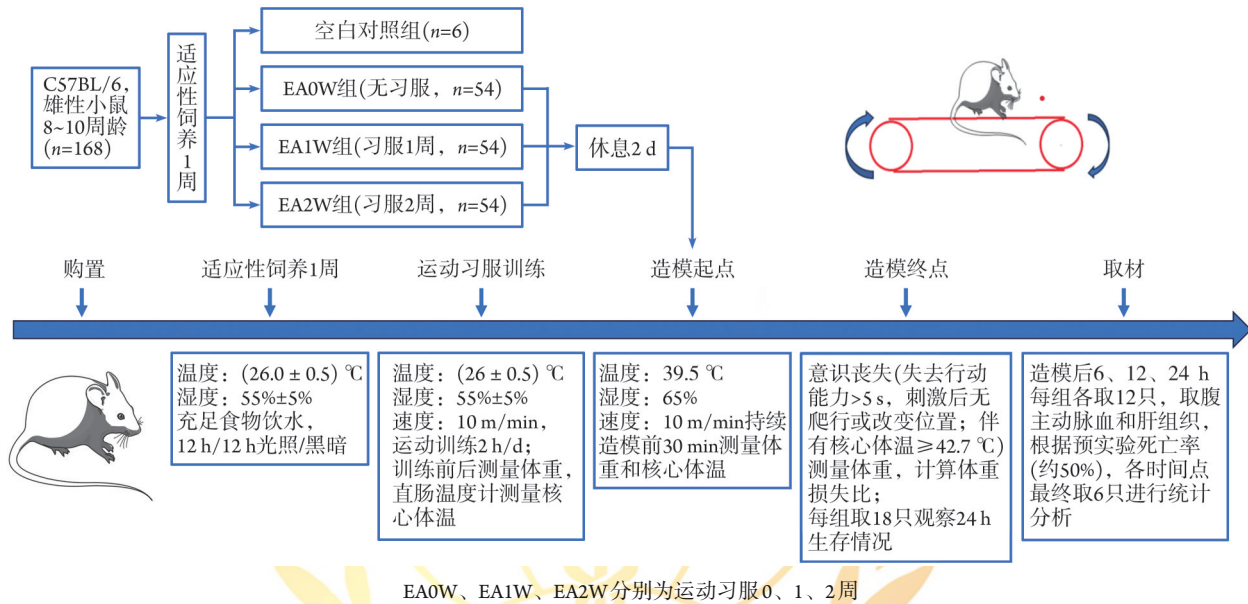 C57BL/6，
雄性小鼠
8~10周龄
(n=168)
适应性饲养1周
空白对照组(n=6)
EA0W组(无习服，n=54)
EA1W组(习服1周，n=54)
EA2W组(习服2周，n=54)
休息2 d
购置
适应性饲养1周
运动习服训练
造模起点
造模终点
取材
温度：(26.0 ± 0.5) ℃
湿度：55%±5%
充足食物饮水，
12 h/12 h光照/黑暗
温度：(26 ± 0.5) ℃
湿度：55%±5%
速度：10 m/min，
运动训练2 h/d；
训练前后测量体重，
直肠温度计测量核
心体温
温度：39.5 ℃
湿度：65%
速度：10 m/min持续
造模前30 min测量体
重和核心体温
意识丧失(失去行动
能力>5 s，刺激后无
爬行或改变位置；伴
有核心体温≥42.7 ℃)
测量体重，计算体重
损失比；
每组取18只观察24 h
生存情况
造模后6、12、24 h
每组各取12只，取腹
主动脉血和肝组织，
根据预实验死亡率
(约50%)，各时间点
最终取6只进行统计
分析
EA0W、EA1W、EA2W分别为运动习服0、1、2周